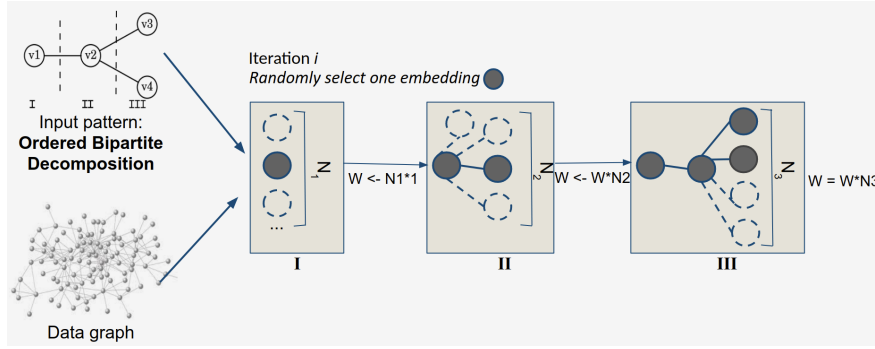 v1
v2
v3
v4
I II III
Input pattern:
Ordered Bipartite
Decomposition
Data graph
Iteration i
Randomly select one embedding
N1
...
I
W <- N1*1
N2
II
W <- W*N2
N3
III
W = W*N3